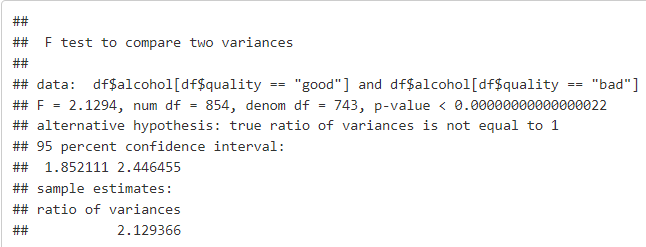 ##
##  F test to compare two variances
##
## data:  df$alcohol[df$quality == "good"] and df$alcohol[df$quality == "bad"]
## F = 2.1294, num df = 854, denom df = 743, p-value < 0.00000000000000022
## alternative hypothesis: true ratio of variances is not equal to 1
## 95 percent confidence interval:
##  1.852111 2.446455
## sample estimates:
## ratio of variances
##           2.129366